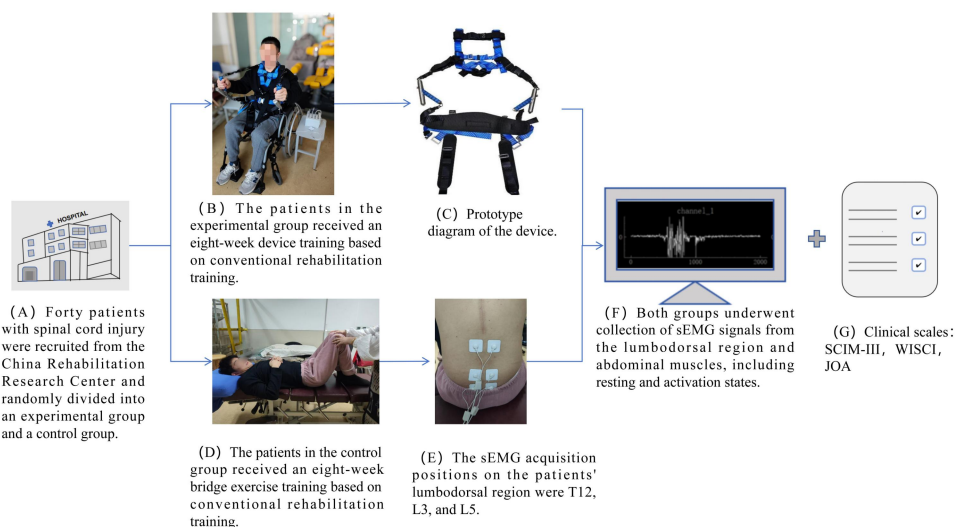 HOSPITAL
(A) Forty patients
with spinal cord injury
were recruited from the
China Rehabilitation
Research Center and
randomly divided into
an experimental group
and a control group.
(B) The patients in the
experimental group received an
eight-week device training based
on conventional rehabilitation
training.
(C) Prototype
diagram of the device.
(D) The patients in the control
group received an eight-week
bridge exercise training based on
conventional rehabilitation
training.
(E) The sEMG acquisition
positions on the patients'
lumbodorsal region were T12,
L3, and L5.
channel_1
0
0
0 1000 2000
(F) Both groups underwent
collection of sEMG signals from
the lumbodorsal region and
abdominal muscles, including
resting and activation states.
(G) Clinical scales:
SCIM-III, WISCI,
JOA